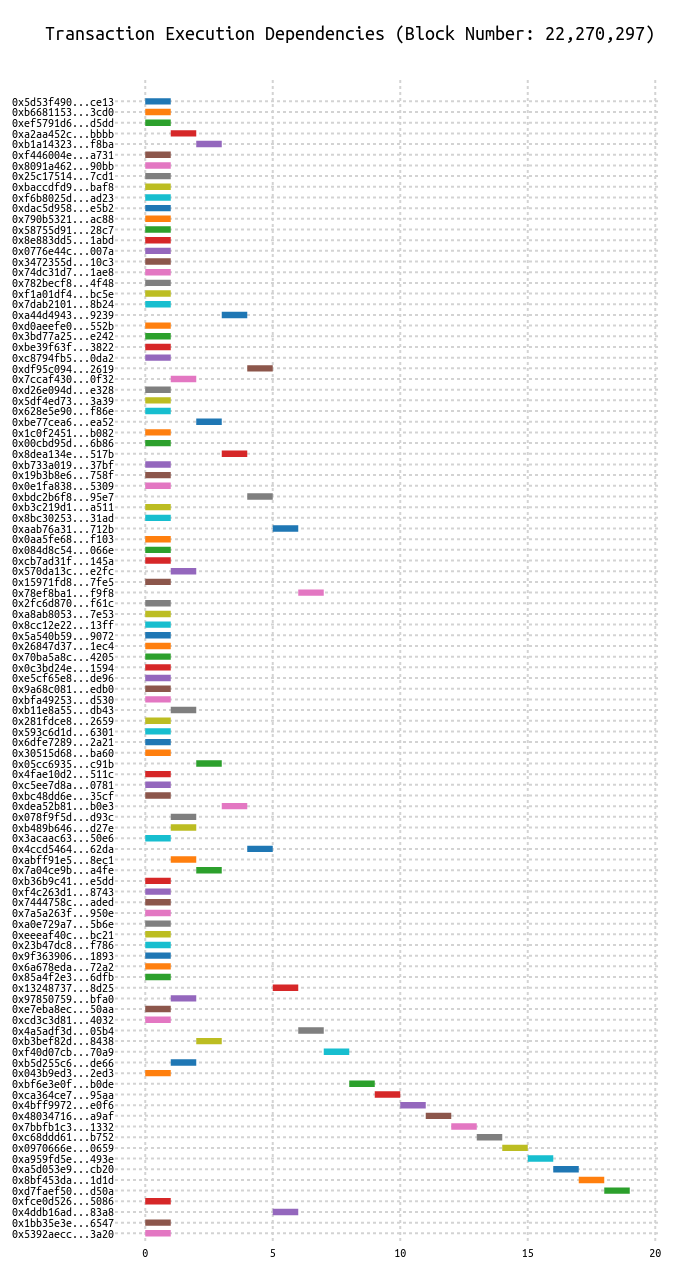 Transaction Execution Dependencies (Block Number: 22,270,297)
0x5d53f490...ce13
0xb6681153...3cd0
0xef5791d6...d5dd
0xa2aa452c...bbbb
0xb1a14323...f8ba
0xf446004e...a731
0x8091a462...90bb
0x25c17514...7cd1
0xbaccdfd9...baf8
0xf6b8025d...ad23
0xdac5d958...e5b2
0x790b5321...ac88
0x58755d91...28c7
0x8e883dd5...1abd
0x0776e44c...007a
0x3472355d...10c3
0x74dc31d7...1ae8
0x782becf8...4f48
0xf1a01df4...bc5e
0x7dab2101...8b24
0xa44d4943...9239
0xd0aeefe0...552b
0x3bd77a25...e242
0xbe39f63f...3822
0xc8794fb5...0da2
0xdf95c094...2619
0x7ccaf430...0f32
0xd26e094d...e328
0x5df4ed73...3a39
0x628e5e90...f86e
0xbe77cea6...ea52
0x1c0f2451...b082
0x00cbd95d...6b86
0x8dea134e...517b
0xb733a019...37bf
0x19b3b8e6...758f
0x0e1fa838...5309
0xbdc2b6f8...95e7
0xb3c219d1...a511
0x8bc30253...31ad
0xaab76a31...712b
0x0aa5fe68...f103
0x084d8c54...066e
0xcb7ad31f...145a
0x570da13c...e2fc
0x15971fd8...7fe5
0x78ef8ba1...f9f8
0x2fc6d870...f61c
0xa8ab8053...7e53
0x8cc12e22...13ff
0x5a540b59...9072
0x26847d37...1ec4
0x70ba5a8c...4205
0x0c3bd24e...1594
0xe5cf65e8...de96
0x9a68c081...edb0
0xbfa49253...d530
0xb11e8a55...db43
0x281fdce8...2659
0x593c6d1d...6301
0x6dfe7289...2a21
0x30515d68...ba60
0x05cc6935...c91b
0x4fae10d2...511c
0xc5ee7d8a...0781
0xbc48dd6e...35cf
0xdea52b81...b0e3
0x078f9f5d...d93c
0xb489b646...d27e
0x3acaac63...50e6
0x4ccd5464...62da
0xabff91e5...8ec1
0x7a04ce9b...a4fe
0xb36b9c41...e5dd
0xf4c263d1...8743
0x7444758c...aded
0x7a5a263f...950e
0xa0e729a7...5b6e
0xeeeaf40c...bc21
0x23b47dc8...f786
0x9f363906...1893
0x6a678eda...72a2
0x85a4f2e3...6dfb
0x13248737...8d25
0x97850759...bfa0
0xe7eba8ec...50aa
0xcd3c3d81...4032
0x4a5adf3d...05b4
0xb3bef82d...8438
0xf40d07cb...70a9
0xb5d255c6...de66
0x043b9ed3...2ed3
0xbf6e3e0f...b0de
0xca364ce7...95aa
0x4bff9972...e0f6
0x48034716...a9af
0x7bbfb1c3...1332
0xc68ddd61...b752
0x0970666e...0659
0xa959fd5e...493e
0xa5d053e9...cb20
0x8bf453da...1d1d
0xd7faef50...d50a
0xfce0d526...5086
0x4ddb16ad...83a8
0x1bb35e3e...6547
0x5392aecc...3a20
0 5 10 15 20